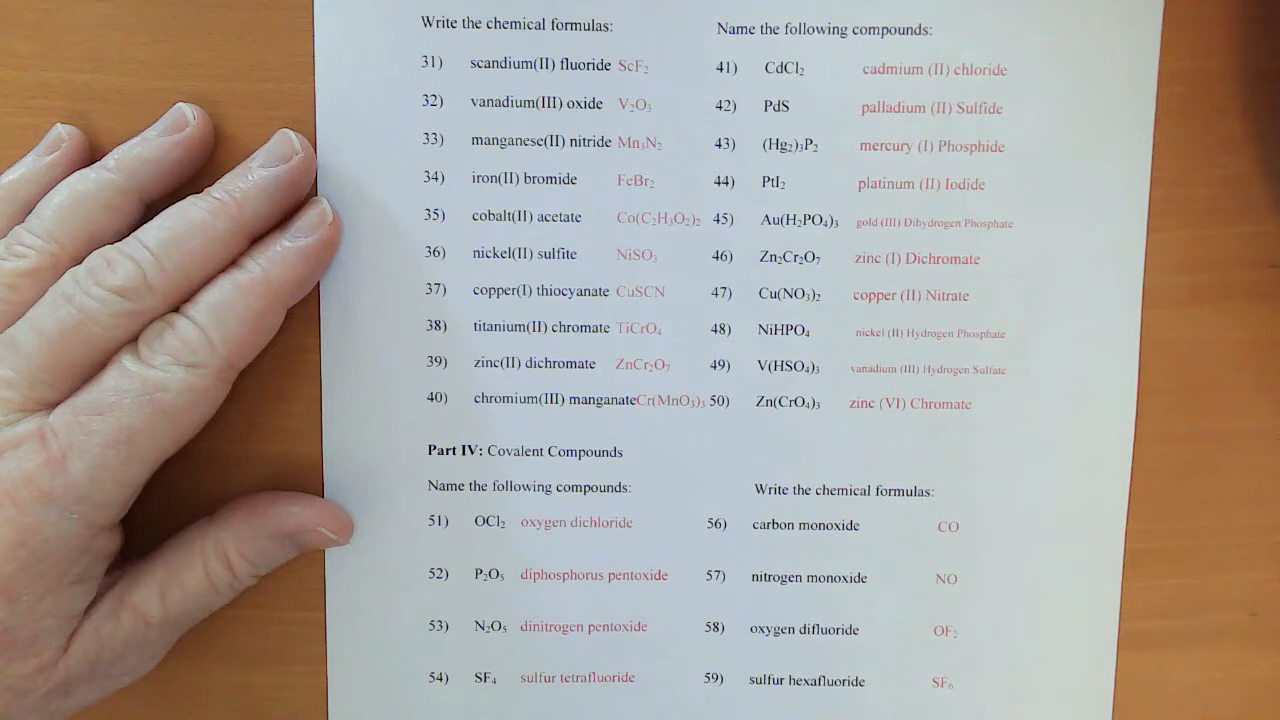 Write the chemical formulas: Name the following compounds:
31) scandium(II) fluoride ScF₂ 41) CdCl₂ cadmium (II) chloride
32) vanadium(III) oxide V₂O₃ 42) PdS palladium (II) Sulfide
33) manganese(II) nitride Mn₃N₂ 43) (Hg₂)₃P₂ mercury (I) Phosphide
34) iron(II) bromide FeBr₂ 44) PtI₂ platinum (II) Iodide
35) cobalt(II) acetate Co(C₂H₃O₂)₂ 45) Au(H₂PO₄)₃ gold (III) Dihydrogen Phosphate
36) nickel(II) sulfite NiSO₃ 46) Zn₂Cr₂O₇ zinc (I) Dichromate
37) copper(I) thiocyanate CuSCN 47) Cu(NO₃)₂ copper (II) Nitrate
38) titanium(II) chromate TiCrO₄ 48) NiHPO₄ nickel (II) Hydrogen Phosphate
39) zinc(II) dichromate ZnCr₂O₇ 49) V(HSO₄)₃ vanadium (III) Hydrogen Sulfate
40) chromium(III) manganate Cr(MnO₃)₃ 50) Zn(CrO₄)₃ zinc (VI) Chromate
Part IV: Covalent Compounds
Name the following compounds: Write the chemical formulas:
51) OCl₂ oxygen dichloride 56) carbon monoxide CO
52) P₂O₅ diphosphorus pentoxide 57) nitrogen monoxide NO
53) N₂O₅ dinitrogen pentoxide 58) oxygen difluoride OF₂
54) SF₄ sulfur tetrafluoride 59) sulfur hexafluoride SF₆